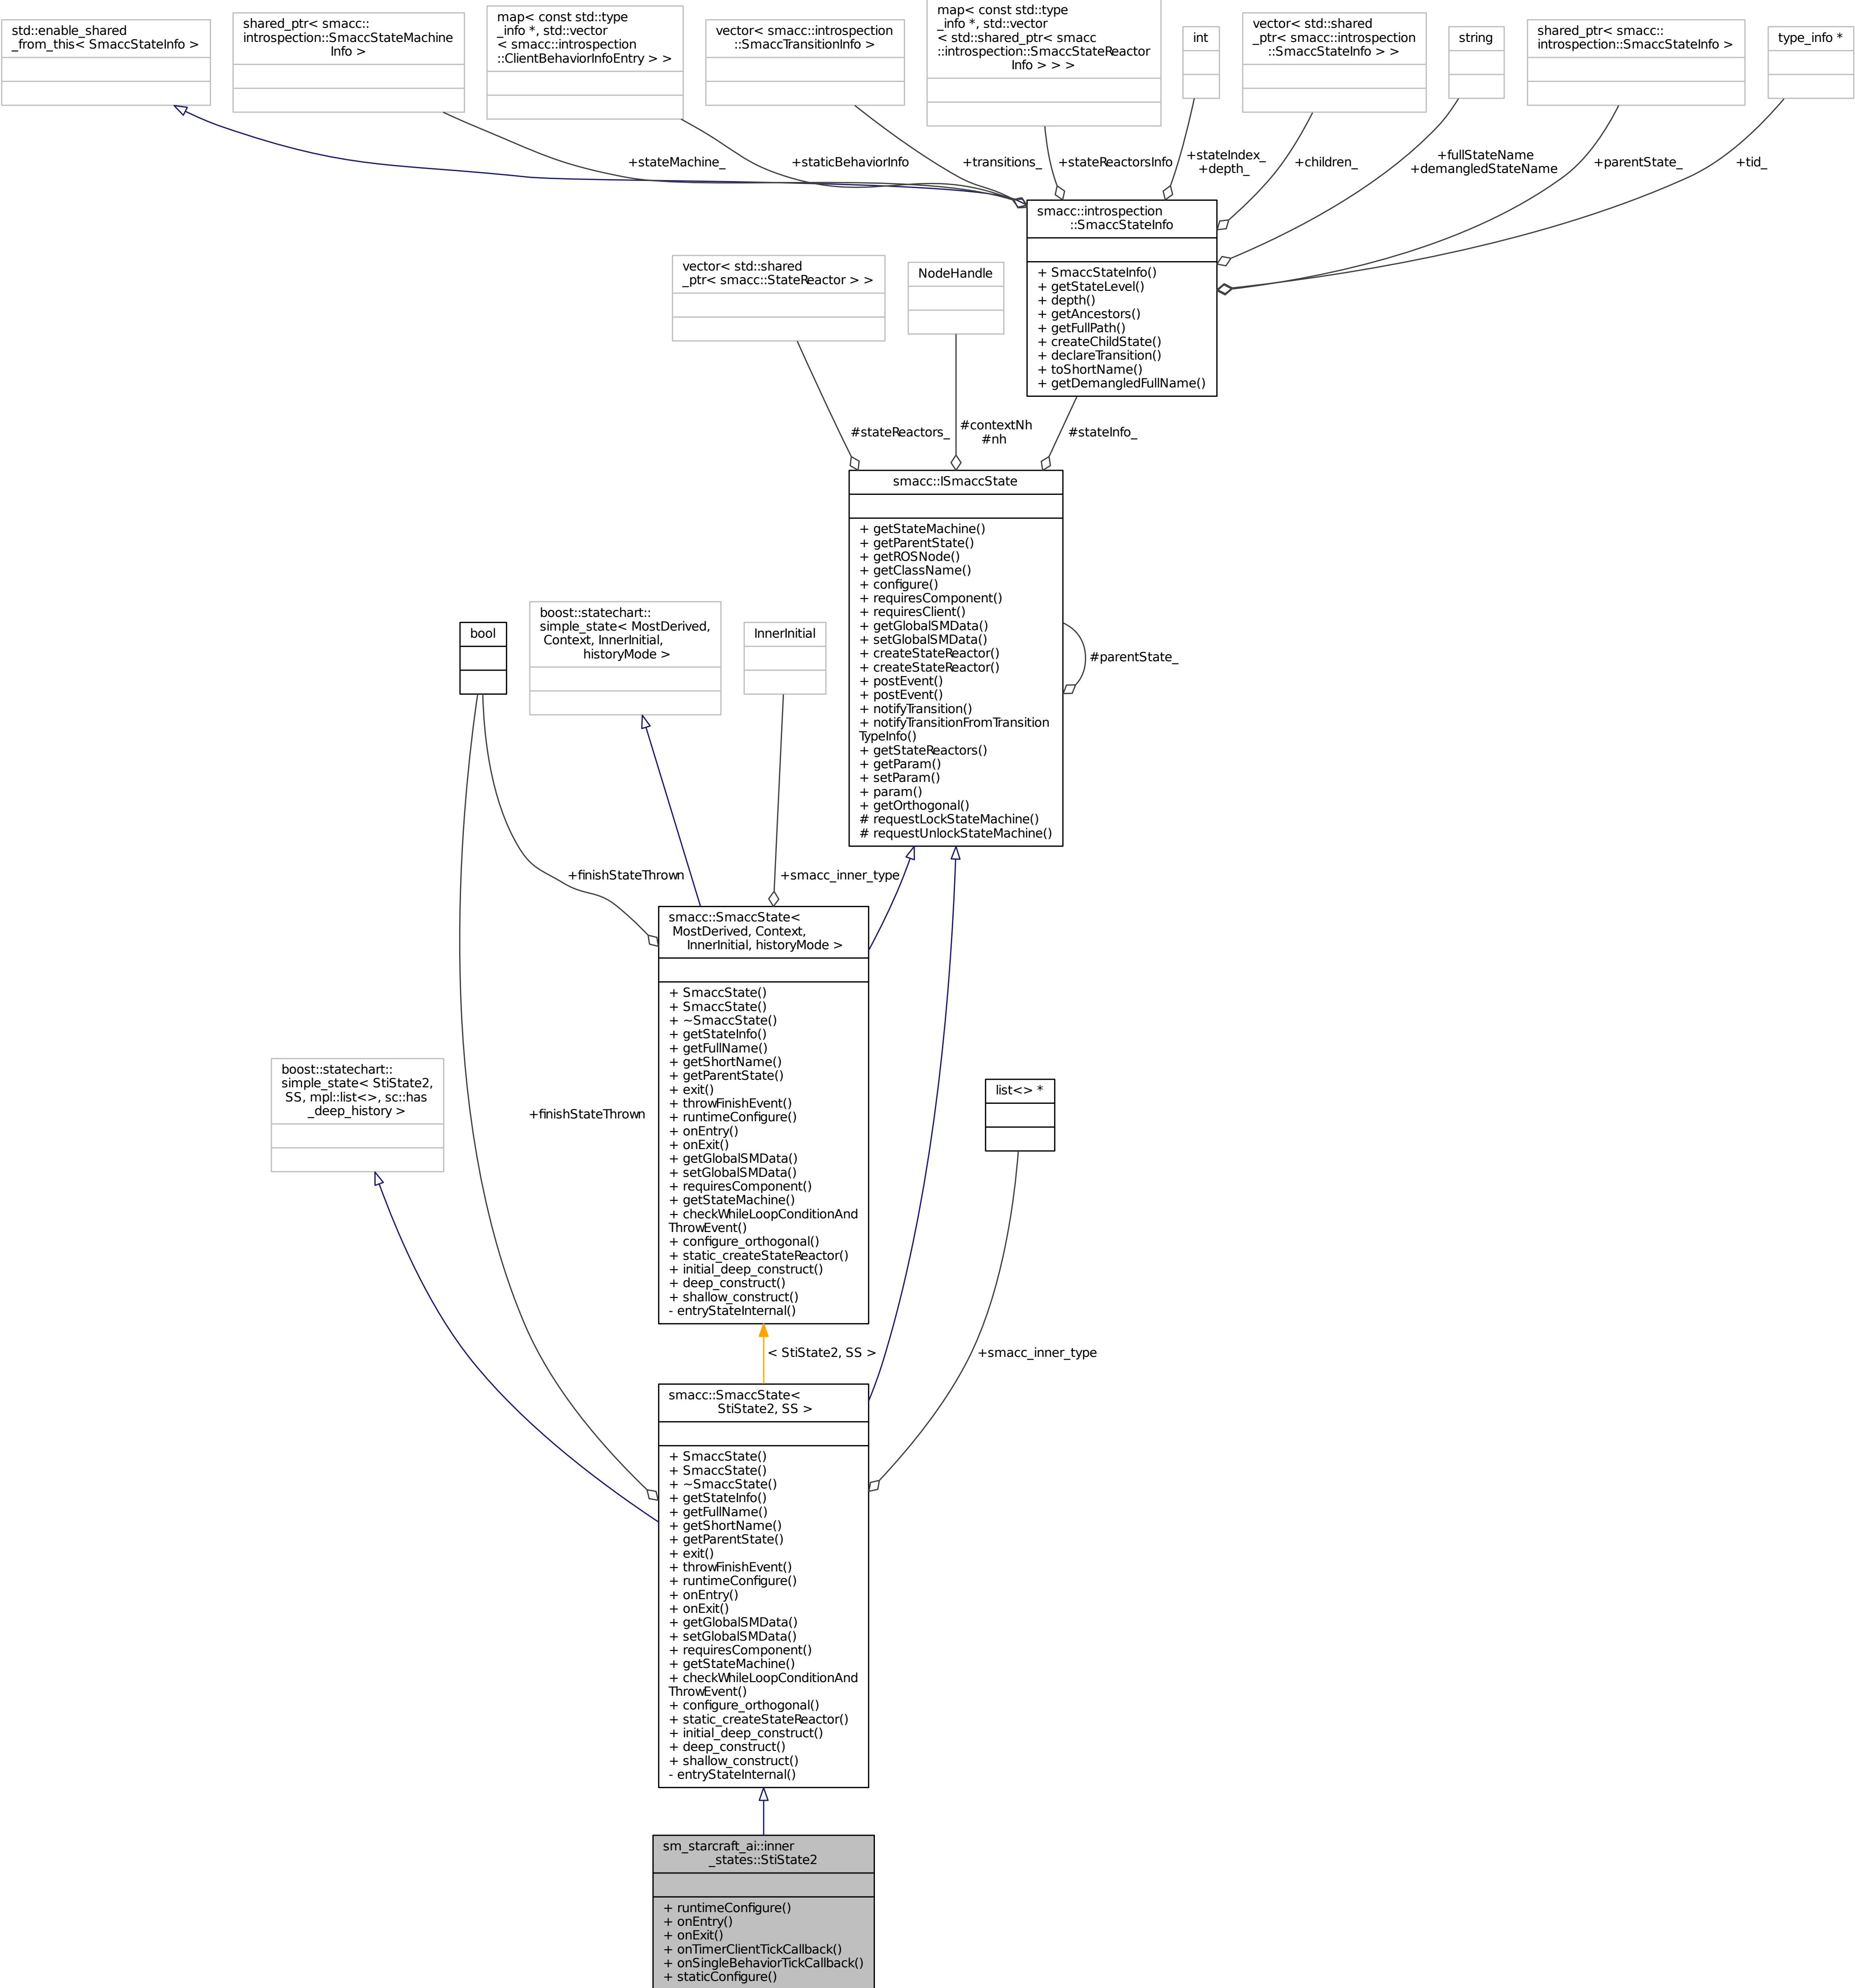 std::enable_shared
_from_this< SmaccStateInfo >
shared_ptr< smacc::
introspection::SmaccStateMachine
Info >
map< const std::type
_info *, std::vector
< smacc::introspection
::ClientBehaviorInfoEntry > >
vector< smacc::introspection
::SmaccTransitionInfo >
map< const std::type
_info *, std::vector
< std::shared_ptr< smacc
::introspection::SmaccStateReactor
Info > > >
int
vector< std::shared
_ptr< smacc::introspection
::SmaccStateInfo > >
string
shared_ptr< smacc::
introspection::SmaccStateInfo >
type_info *
+stateMachine_
+staticBehaviorInfo
+transitions_
+stateReactorsInfo
+stateIndex_
+depth_
+children_
+fullStateName
+demangledStateName
+parentState_
+tid_
smacc::introspection
::SmaccStateInfo
+ SmaccStateInfo()
+ getStateLevel()
+ depth()
+ getAncestors()
+ getFullPath()
+ createChildState()
+ declareTransition()
+ toShortName()
+ getDemangledFullName()
vector< std::shared
_ptr< smacc::StateReactor > >
NodeHandle
#stateReactors_
#contextNh
#nh
#stateInfo_
smacc::ISmaccState
+ getStateMachine()
+ getParentState()
+ getROSNode()
+ getClassName()
+ configure()
+ requiresComponent()
+ requiresClient()
+ getGlobalSMData()
+ setGlobalSMData()
+ createStateReactor()
+ createStateReactor()
+ postEvent()
+ postEvent()
+ notifyTransition()
+ notifyTransitionFromTransition
TypeInfo()
+ getStateReactors()
+ getParam()
+ setParam()
+ param()
+ getOrthogonal()
# requestLockStateMachine()
# requestUnlockStateMachine()
#parentState_
bool
boost::statechart::
simple_state< MostDerived,
Context, InnerInitial,
historyMode >
InnerInitial
+finishStateThrown
+smacc_inner_type
smacc::SmaccState<
MostDerived, Context,
InnerInitial, historyMode >
+ SmaccState()
+ SmaccState()
+ ~SmaccState()
+ getStateInfo()
+ getFullName()
+ getShortName()
+ getParentState()
+ exit()
+ throwFinishEvent()
+ runtimeConfigure()
+ onEntry()
+ onExit()
+ getGlobalSMData()
+ setGlobalSMData()
+ requiresComponent()
+ getStateMachine()
+ checkWhileLoopConditionAnd
ThrowEvent()
+ configure_orthogonal()
+ static_createStateReactor()
+ initial_deep_construct()
+ deep_construct()
+ shallow_construct()
- entryStateInternal()
boost::statechart::
simple_state< StiState2,
SS, mpl::list<>, sc::has
_deep_history >
+finishStateThrown
list<> *
< StiState2, SS >
+smacc_inner_type
smacc::SmaccState<
StiState2, SS >
+ SmaccState()
+ SmaccState()
+ ~SmaccState()
+ getStateInfo()
+ getFullName()
+ getShortName()
+ getParentState()
+ exit()
+ throwFinishEvent()
+ runtimeConfigure()
+ onEntry()
+ onExit()
+ getGlobalSMData()
+ setGlobalSMData()
+ requiresComponent()
+ getStateMachine()
+ checkWhileLoopConditionAnd
ThrowEvent()
+ configure_orthogonal()
+ static_createStateReactor()
+ initial_deep_construct()
+ deep_construct()
+ shallow_construct()
- entryStateInternal()
sm_starcraft_ai::inner
_states::StiState2
+ runtimeConfigure()
+ onEntry()
+ onExit()
+ onTimerClientTickCallback()
+ onSingleBehaviorTickCallback()
+ staticConfigure()